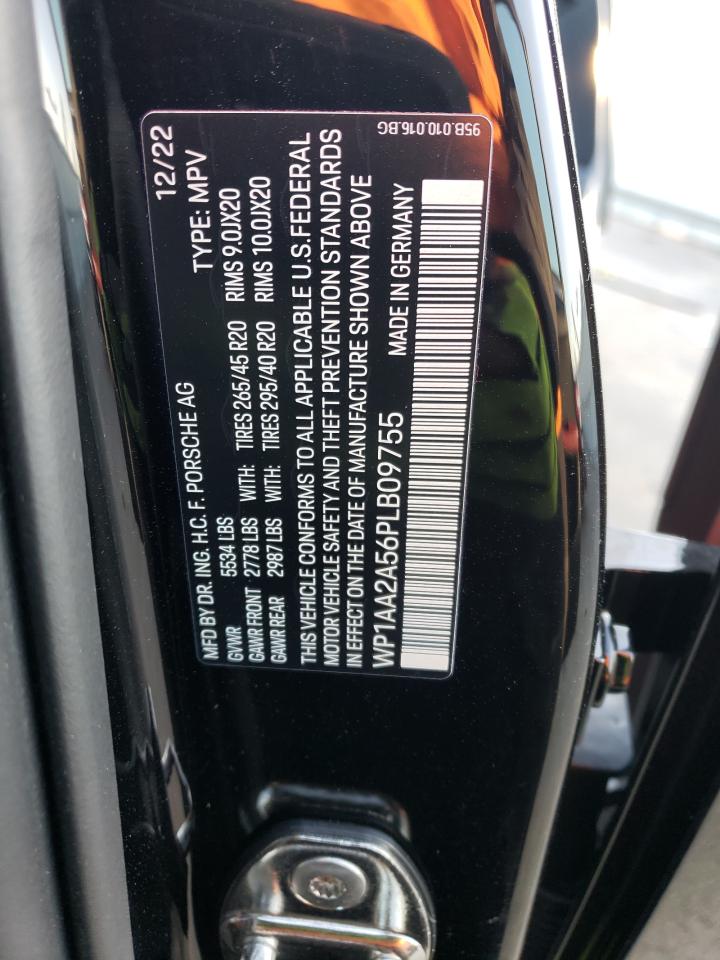 MFD BY DR. ING. H.C. F. PORSCHE AG 12/22
GVWR 5534 LBS TYPE: MPV
GAWR FRONT 2778 LBS WITH: TIRES 265/45 R20 RIMS 9.0JX20
GAWR REAR 2987 LBS WITH: TIRES 295/40 R20 RIMS 10.0JX20
THIS VEHICLE CONFORMS TO ALL APPLICABLE U.S. FEDERAL
MOTOR VEHICLE SAFETY AND THEFT PREVENTION STANDARDS
IN EFFECT ON THE DATE OF MANUFACTURE SHOWN ABOVE
WP1AA2A56PLB09755 MADE IN GERMANY
95B.010.016.BG